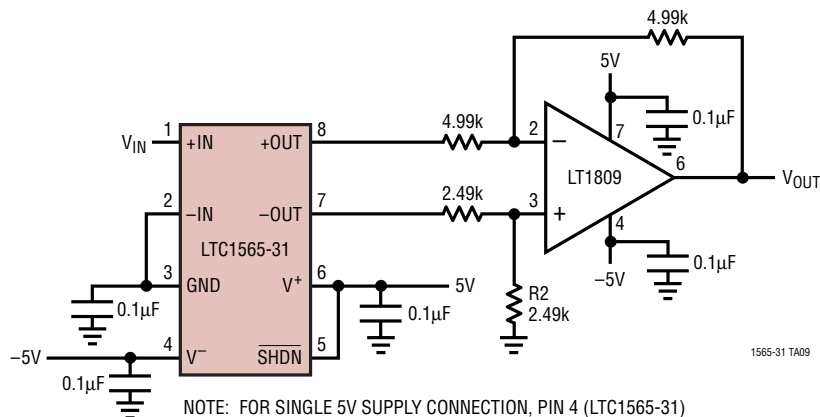 4.99k
5V
0.1µF
1
8
4.99k
2
7
VIN
+IN
+OUT
–
6
LT1809
VOUT
2
7
2.49k
3
–IN
–OUT
+
4
LTC1565-31
0.1µF
3
6
–5V
GND
V+
5V
R2
2.49k
0.1µF
0.1µF
4
5
–5V
V–
SHDN
1565-31 TA09
0.1µF
NOTE: FOR SINGLE 5V SUPPLY CONNECTION, PIN 4 (LTC1565-31)